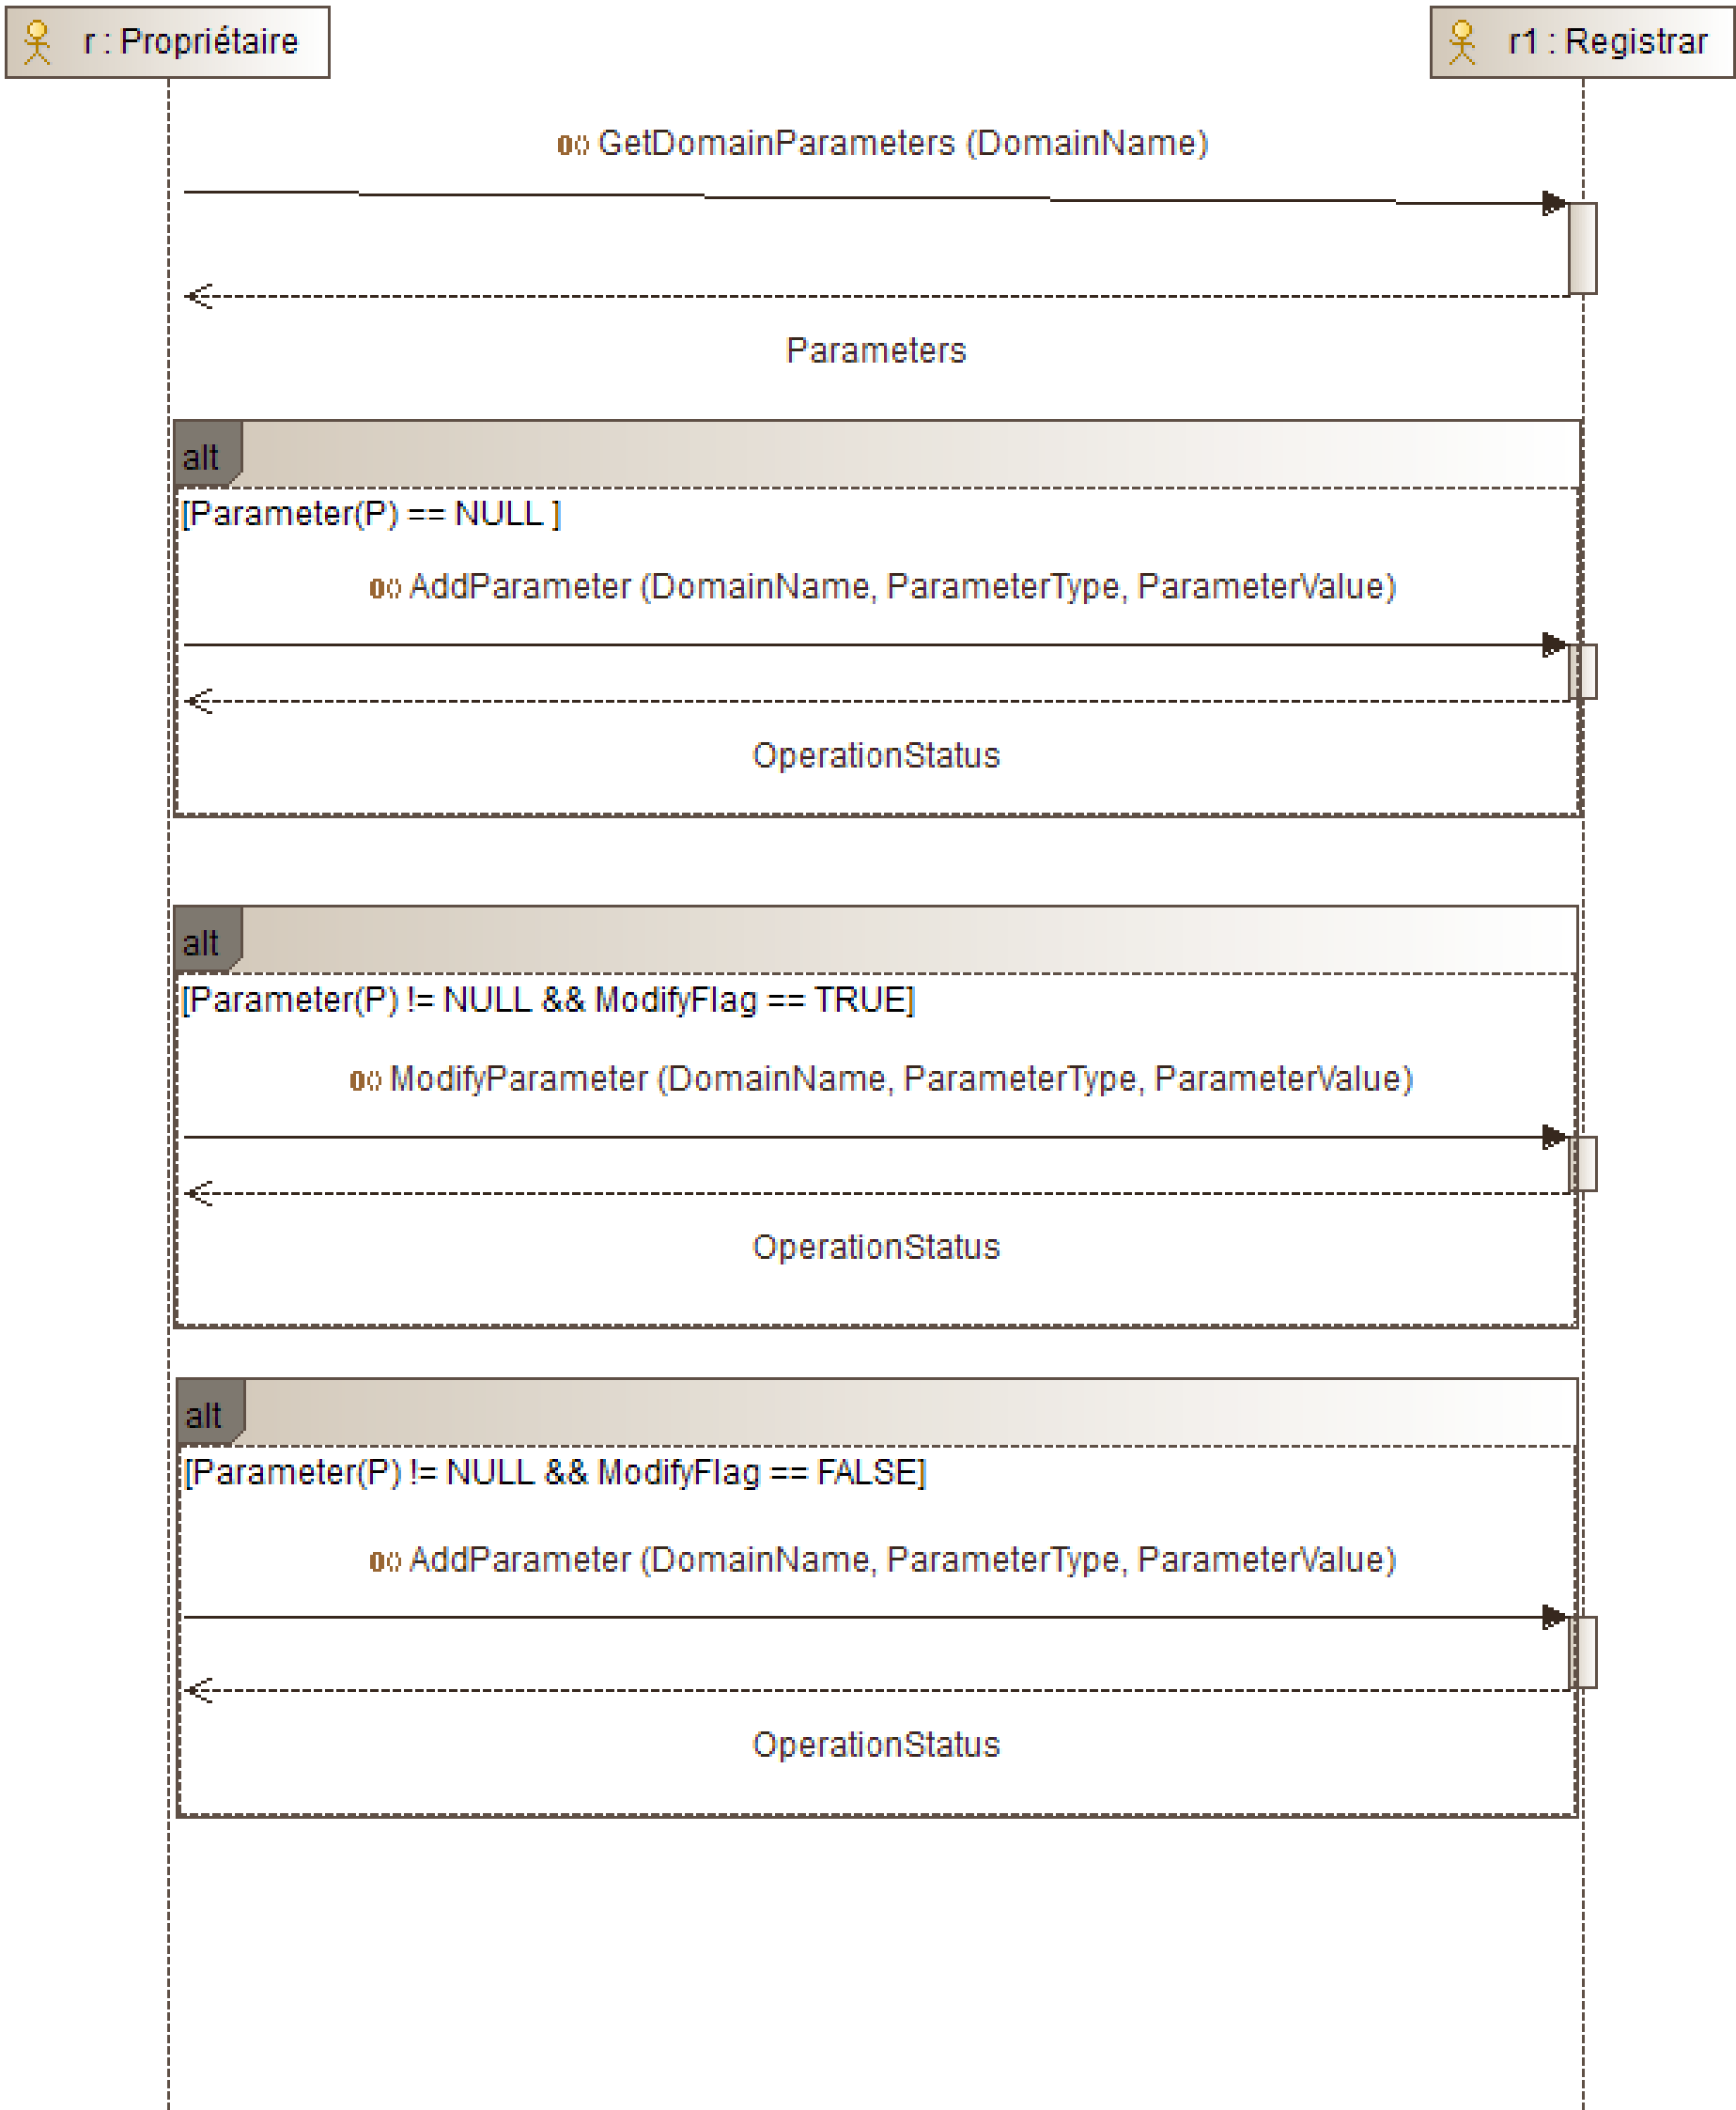 r : Propriétaire
r1 : Registrar
GetDomainParameters (DomainName)
Parameters
alt
[Parameter(P) == NULL ]
AddParameter (DomainName, ParameterType, ParameterValue)
OperationStatus
alt
[Parameter(P) != NULL && ModifyFlag == TRUE]
ModifyParameter (DomainName, ParameterType, ParameterValue)
OperationStatus
alt
[Parameter(P) != NULL && ModifyFlag == FALSE]
AddParameter (DomainName, ParameterType, ParameterValue)
OperationStatus